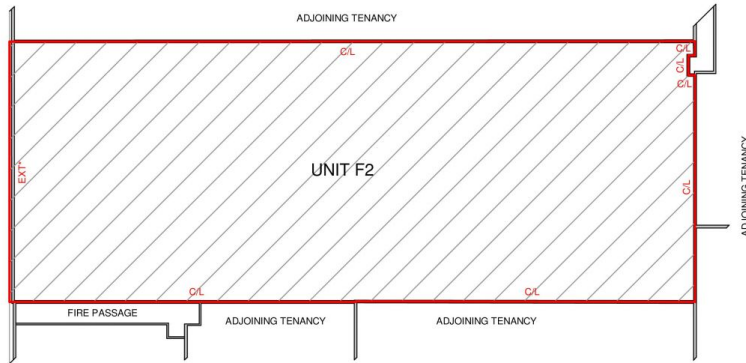 ADJOINING TENANCY
C/L
C/L
C/L
C/L
UNIT F2
EXT*
C/L
ADJOINING TENANCY
C/L
C/L
FIRE PASSAGE
ADJOINING TENANCY
ADJOINING TENANCY